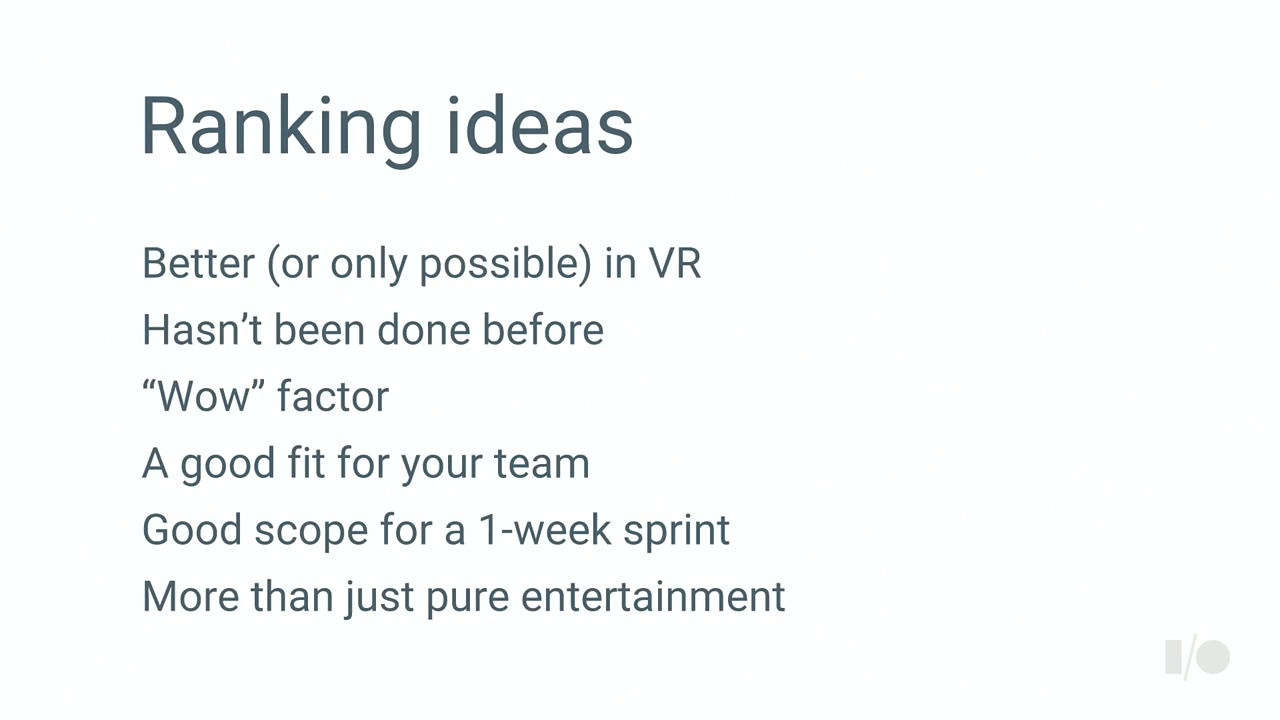 Ranking ideas
Better (or only possible) in VR
Hasn’t been done before
“Wow” factor
A good fit for your team
Good scope for a 1-week sprint
More than just pure entertainment
I/O